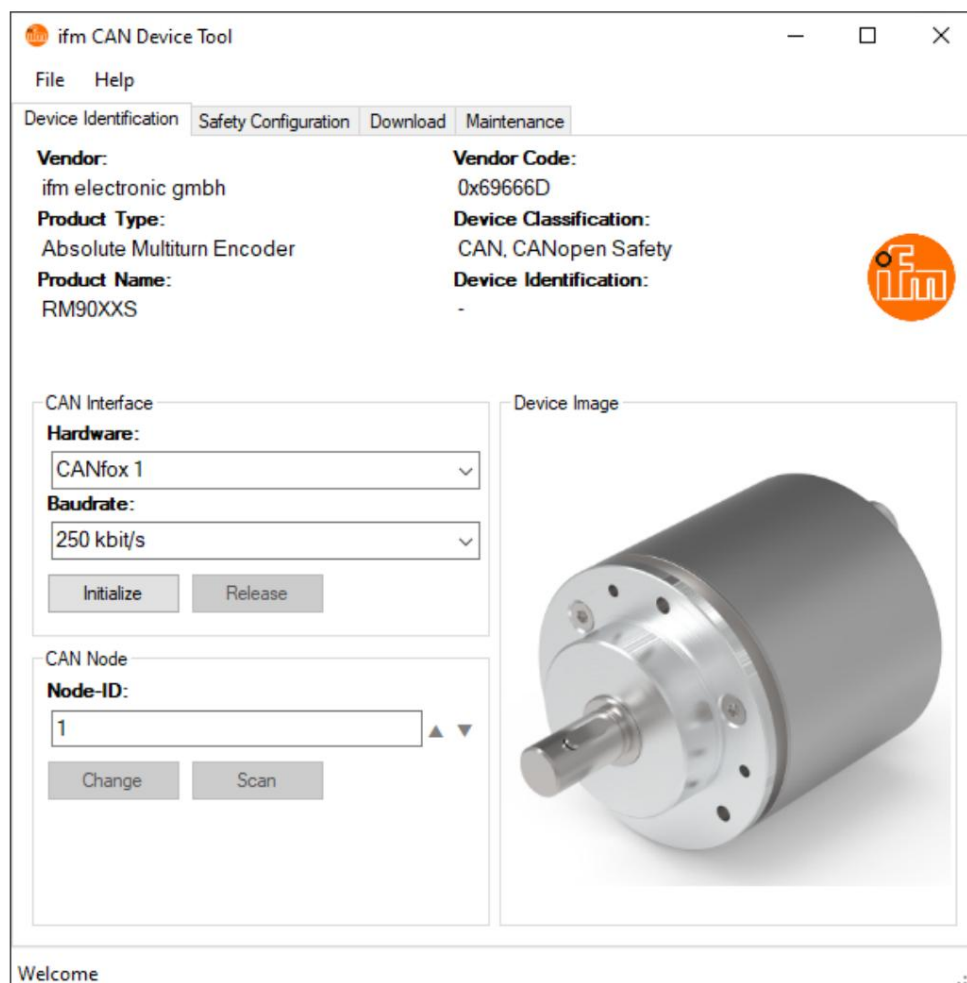 ifm CAN Device Tool
File Help
Device Identification Safety Configuration Download Maintenance
Vendor: Vendor Code:
ifm electronic gmbh 0x69666D
Product Type: Device Classification:
Absolute Multiturn Encoder CAN, CANopen Safety
Product Name: Device Identification:
RM90XXS -
ifm
CAN Interface
Hardware:
CANfox 1
Baudrate:
250 kbit/s
Initialize Release
CAN Node
Node-ID:
1
Change Scan
Device Image
Welcome